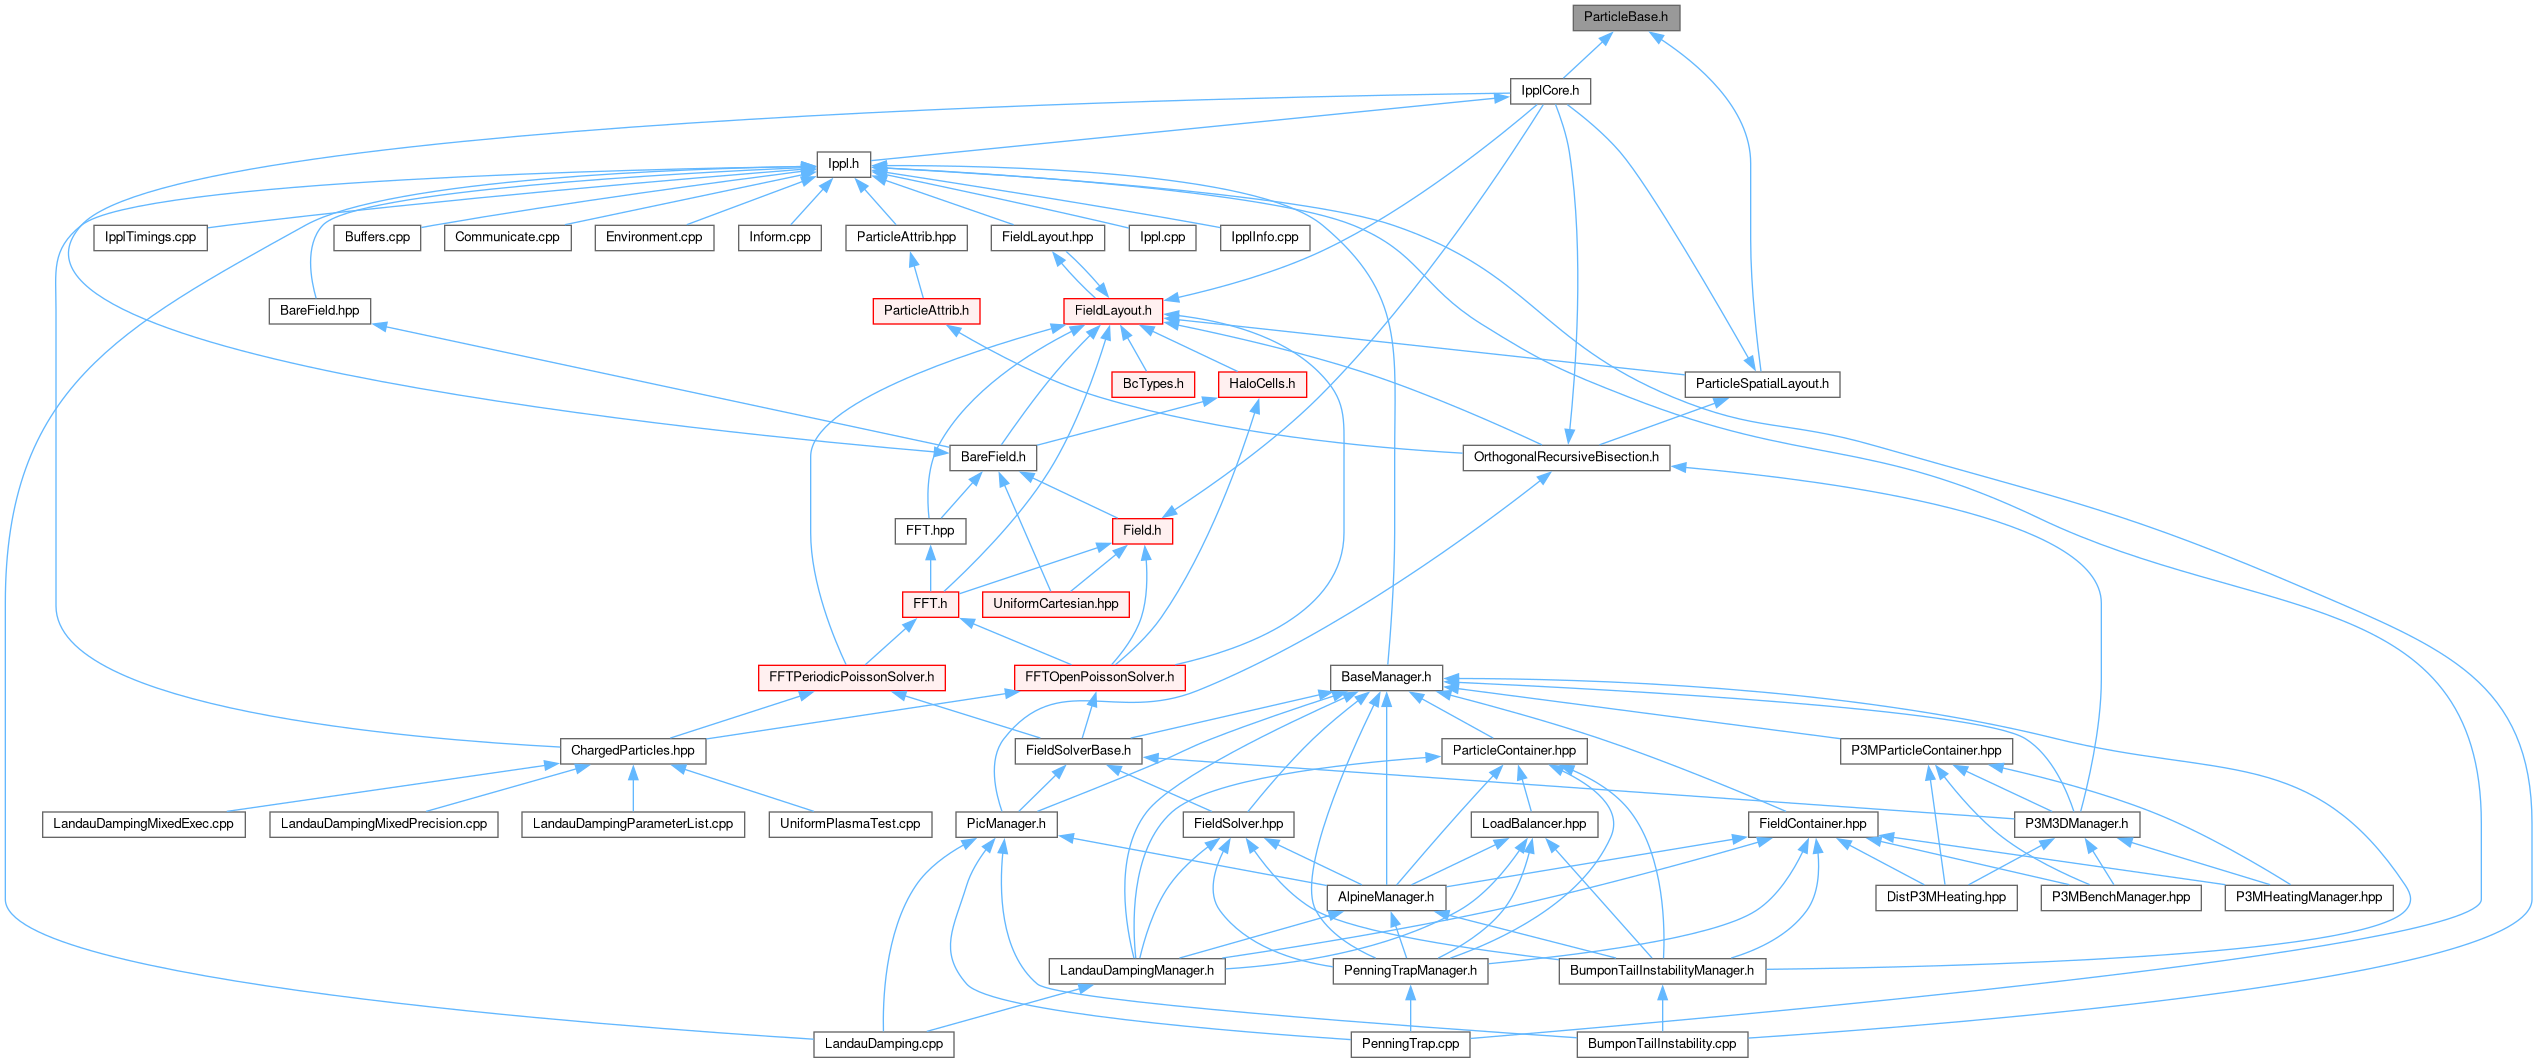 ParticleBase.h
IpplCore.h
Ippl.h
IpplTimings.cpp
Buffers.cpp
Communicate.cpp
Environment.cpp
Inform.cpp
ParticleAttrib.hpp
FieldLayout.hpp
Ippl.cpp
IpplInfo.cpp
BareField.hpp
ParticleAttrib.h
FieldLayout.h
BcTypes.h
HaloCells.h
ParticleSpatialLayout.h
BareField.h
OrthogonalRecursiveBisection.h
FFT.hpp
Field.h
FFT.h
UniformCartesian.hpp
FFTPeriodicPoissonSolver.h
FFTOpenPoissonSolver.h
BaseManager.h
ChargedParticles.hpp
FieldSolverBase.h
ParticleContainer.hpp
P3MParticleContainer.hpp
LandauDampingMixedExec.cpp
LandauDampingMixedPrecision.cpp
LandauDampingParameterList.cpp
UniformPlasmaTest.cpp
PicManager.h
FieldSolver.hpp
LoadBalancer.hpp
FieldContainer.hpp
P3M3DManager.h
AlpineManager.h
DistP3MHeating.hpp
P3MBenchManager.hpp
P3MHeatingManager.hpp
LandauDampingManager.h
PenningTrapManager.h
BumponTailInstabilityManager.h
LandauDamping.cpp
PenningTrap.cpp
BumponTailInstability.cpp